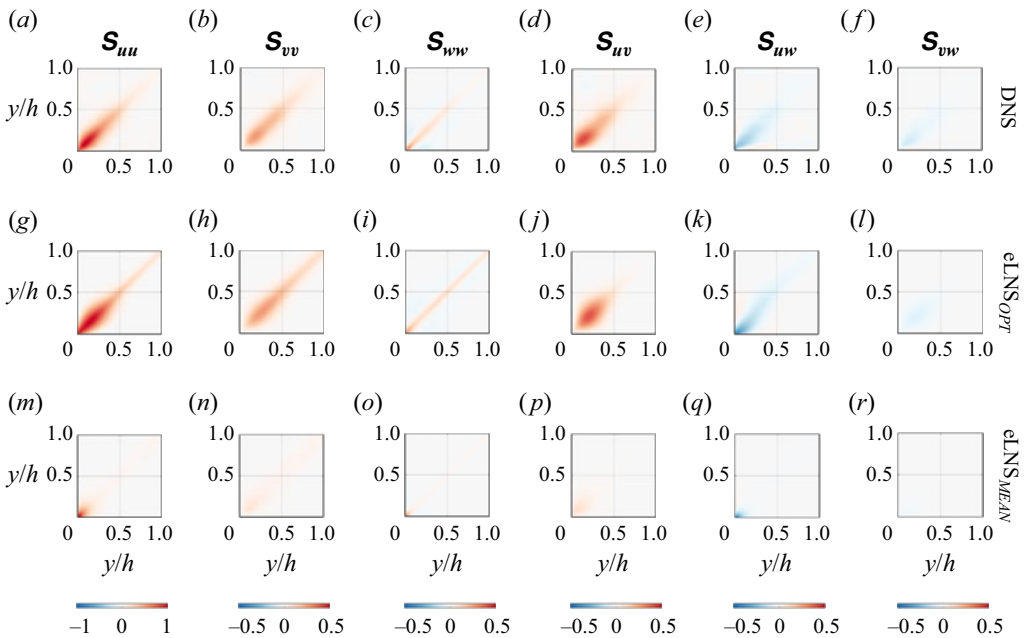 (a) (b) (c) (d) (e) (f)
S_uu S_vv S_ww S_uv S_uw S_vw
1.0 1.0 1.0 1.0 1.0 1.0
y/h 0.5 0.5 0.5 0.5 0.5 0.5 DNS
0 0.5 1.0 0 0.5 1.0 0 0.5 1.0 0 0.5 1.0 0 0.5 1.0 0 0.5 1.0
(g) (h) (i) (j) (k) (l)
1.0 1.0 1.0 1.0 1.0 1.0
y/h 0.5 0.5 0.5 0.5 0.5 0.5 eLNS_OPT
0 0.5 1.0 0 0.5 1.0 0 0.5 1.0 0 0.5 1.0 0 0.5 1.0 0 0.5 1.0
(m) (n) (o) (p) (q) (r)
1.0 1.0 1.0 1.0 1.0 1.0
y/h 0.5 0.5 0.5 0.5 0.5 0.5 eLNS_MEAN
0 0.5 1.0 0 0.5 1.0 0 0.5 1.0 0 0.5 1.0 0 0.5 1.0 0 0.5 1.0
y/h y/h y/h y/h y/h y/h
−1 0 1 −0.5 0 0.5 −0.5 0 0.5 −0.5 0 0.5 −0.5 0 0.5 −0.5 0 0.5